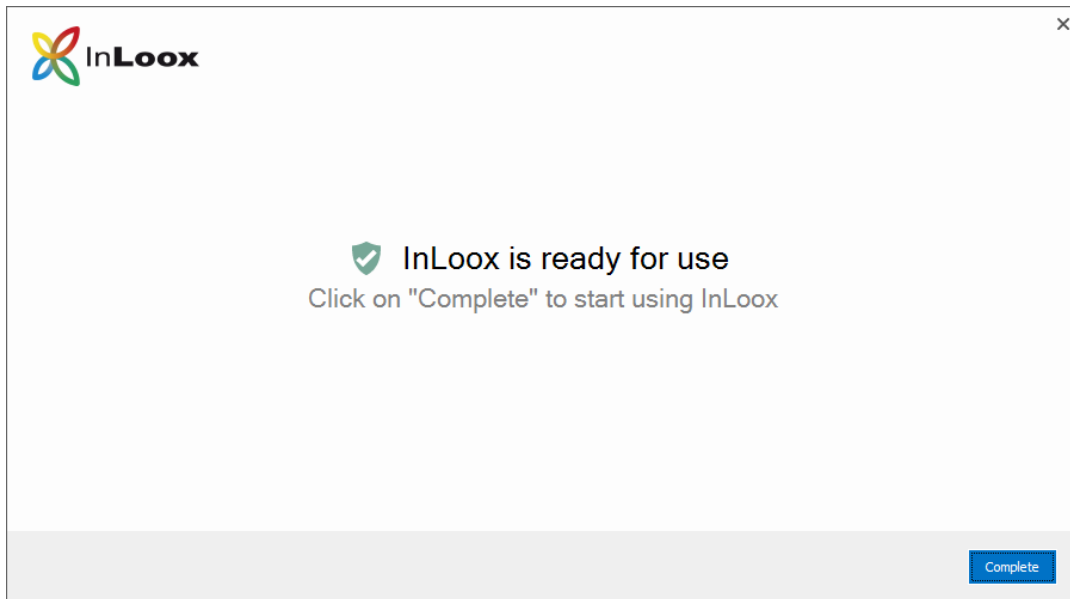 InLoox
InLoox is ready for use
Click on "Complete" to start using InLoox
Complete